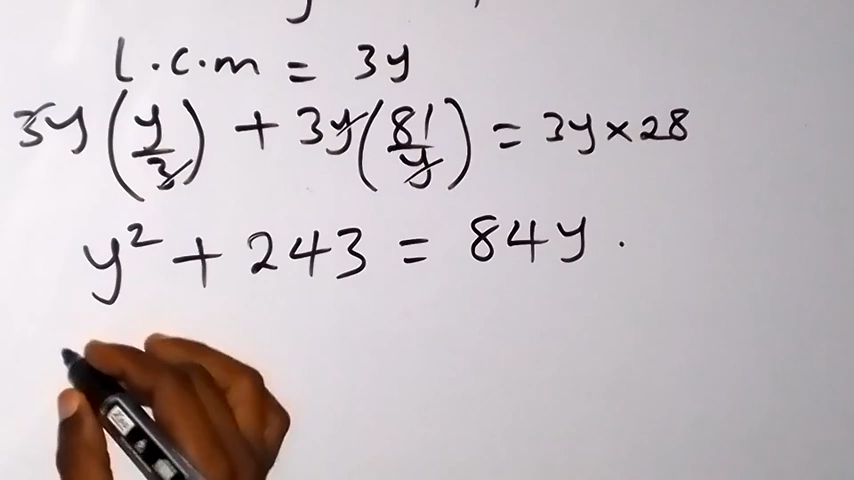 L.C.M = 3y
3y(y/3) + 3y(81/y) = 3y × 28
y² + 243 = 84y.